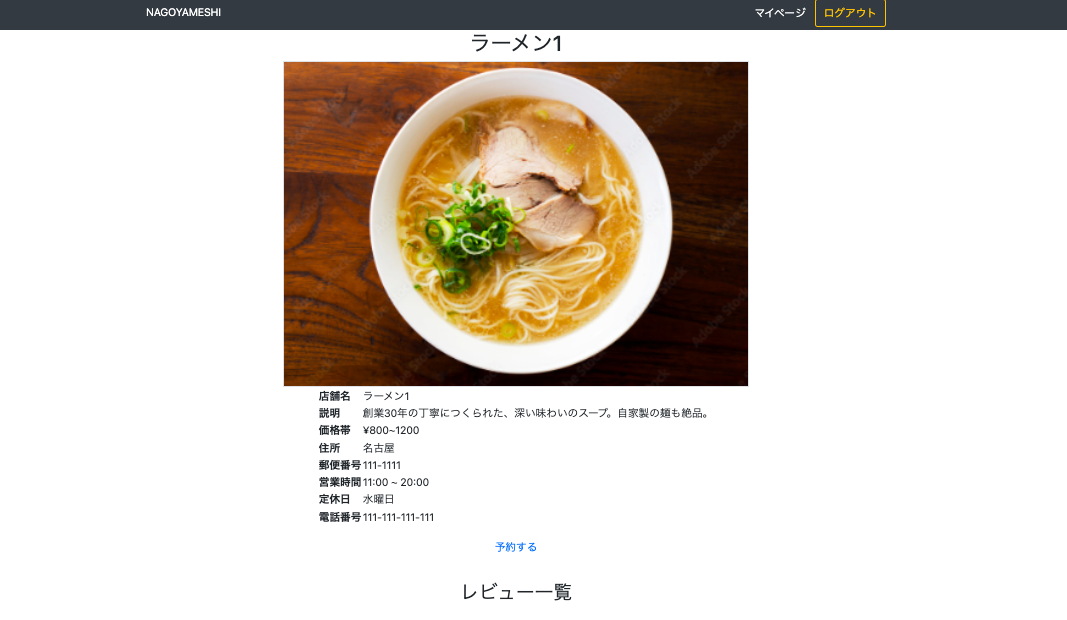 NAGOYAMESHI マイページ ログアウト
ラーメン1
店舗名 ラーメン1
説明 創業30年の丁寧につくられた、深い味わいのスープ。自家製の麺も絶品。
価格帯 ¥800~1200
住所 名古屋
郵便番号 111-1111
営業時間 11:00 ~ 20:00
定休日 水曜日
電話番号 111-111-111-111
予約する
レビュー一覧